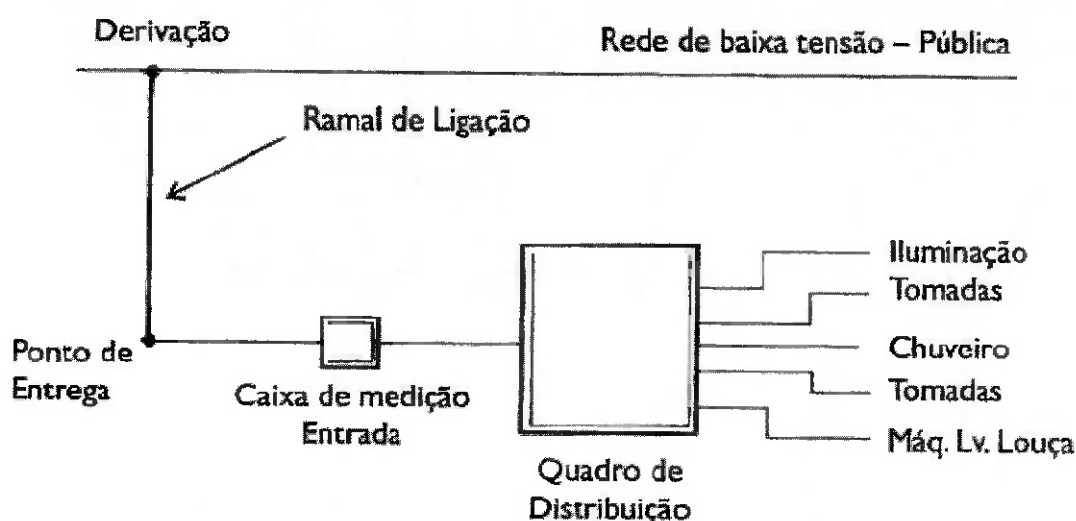 Derivação
Rede de baixa tensão – Pública
Ramal de Ligação
Ponto de
Entrega
Caixa de medição
Entrada
Quadro de
Distribuição
Iluminação
Tomadas
Chuveiro
Tomadas
Máq. Lv. Louça